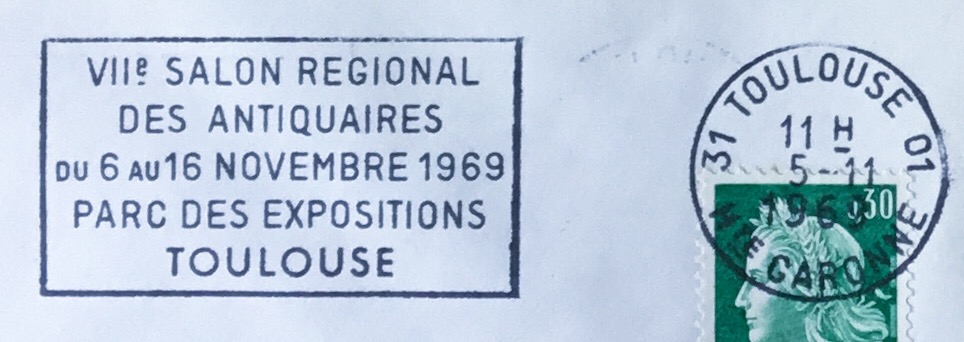 VIIe SALON REGIONAL
DES ANTIQUAIRES
DU 6 AU 16 NOVEMBRE 1969
PARC DES EXPOSITIONS
TOULOUSE
31 TOULOUSE 01
11 H
5-11
1969
0,30
Hte GARONNE